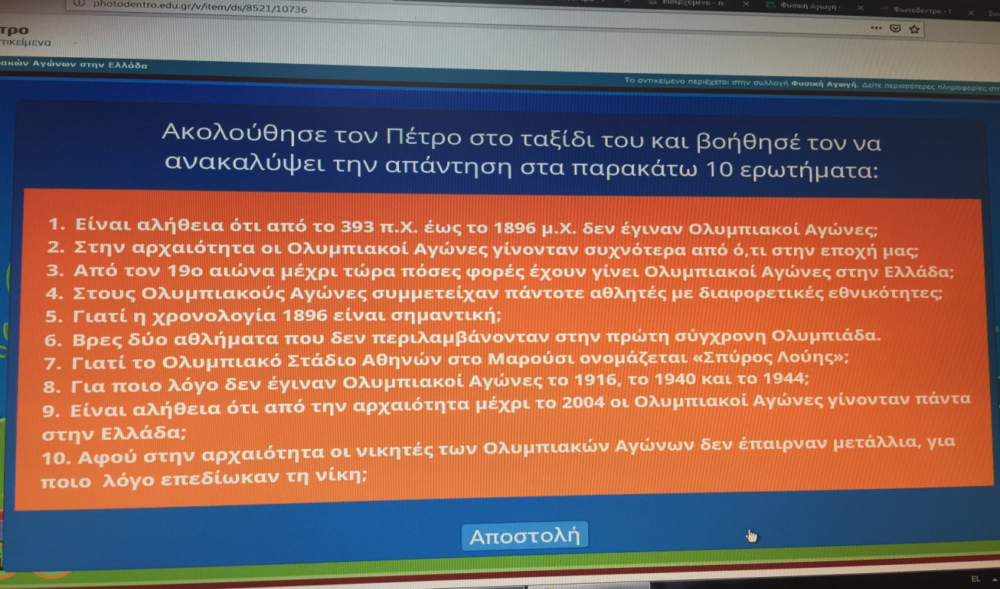 photodentro.edu.gr/v/item/ds/8521/10736
Εισερχόμενα - m
Φυσική Αγωγή
Φωτοδεντρο - Γ
τρο
τικείμενα
ακών Αγώνων στην Ελλάδα
Το αντικείμενο περιέχεται στην συλλογή Φυσική Αγωγή. Δείτε περισσότερες πληροφορίες στη
Ακολούθησε τον Πέτρο στο ταξίδι του και βοήθησέ τον να
ανακαλύψει την απάντηση στα παρακάτω 10 ερωτήματα:
1. Είναι αλήθεια ότι από το 393 π.Χ. έως το 1896 μ.Χ. δεν έγιναν Ολυμπιακοί Αγώνες;
2. Στην αρχαιότητα οι Ολυμπιακοί Αγώνες γίνονταν συχνότερα από ό,τι στην εποχή μας;
3. Από τον 19ο αιώνα μέχρι τώρα πόσες φορές έχουν γίνει Ολυμπιακοί Αγώνες στην Ελλάδα;
4. Στους Ολυμπιακούς Αγώνες συμμετείχαν πάντοτε αθλητές με διαφορετικές εθνικότητες;
5. Γιατί η χρονολογία 1896 είναι σημαντική;
6. Βρες δύο αθλήματα που δεν περιλαμβάνονταν στην πρώτη σύγχρονη Ολυμπιάδα.
7. Γιατί το Ολυμπιακό Στάδιο Αθηνών στο Μαρούσι ονομάζεται «Σπύρος Λούης»;
8. Για ποιο λόγο δεν έγιναν Ολυμπιακοί Αγώνες το 1916, το 1940 και το 1944;
9. Είναι αλήθεια ότι από την αρχαιότητα μέχρι το 2004 οι Ολυμπιακοί Αγώνες γίνονταν πάντα
στην Ελλάδα;
10. Αφού στην αρχαιότητα οι νικητές των Ολυμπιακών Αγώνων δεν έπαιρναν μετάλλια, για
ποιο λόγο επεδίωκαν τη νίκη;
Αποστολή
EL